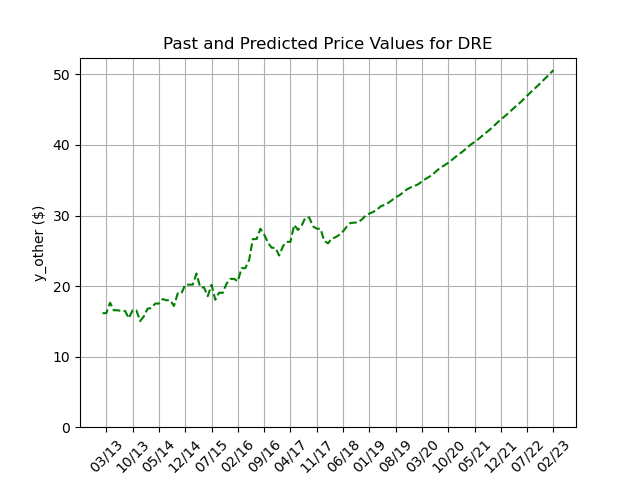 Past and Predicted Price Values for DRE
y_other ($)
50
40
30
20
10
0
03/13 10/13 05/14 12/14 07/15 02/16 09/16 04/17 11/17 06/18 01/19 08/19 03/20 10/20 05/21 12/21 07/22 02/23